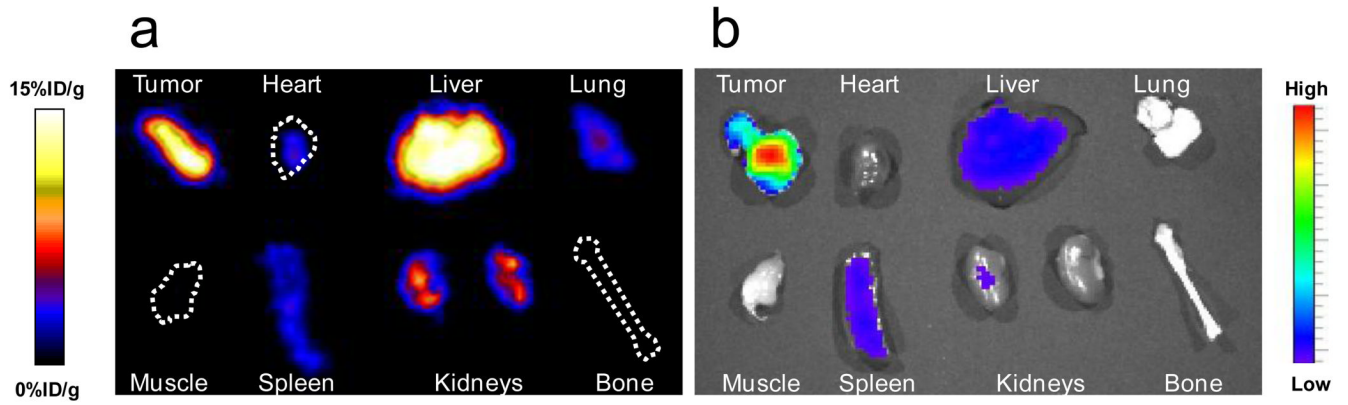 a
b
15%ID/g
0%ID/g
Tumor Heart Liver Lung
Muscle Spleen Kidneys Bone
Tumor Heart Liver Lung
Muscle Spleen Kidneys Bone
High
Low